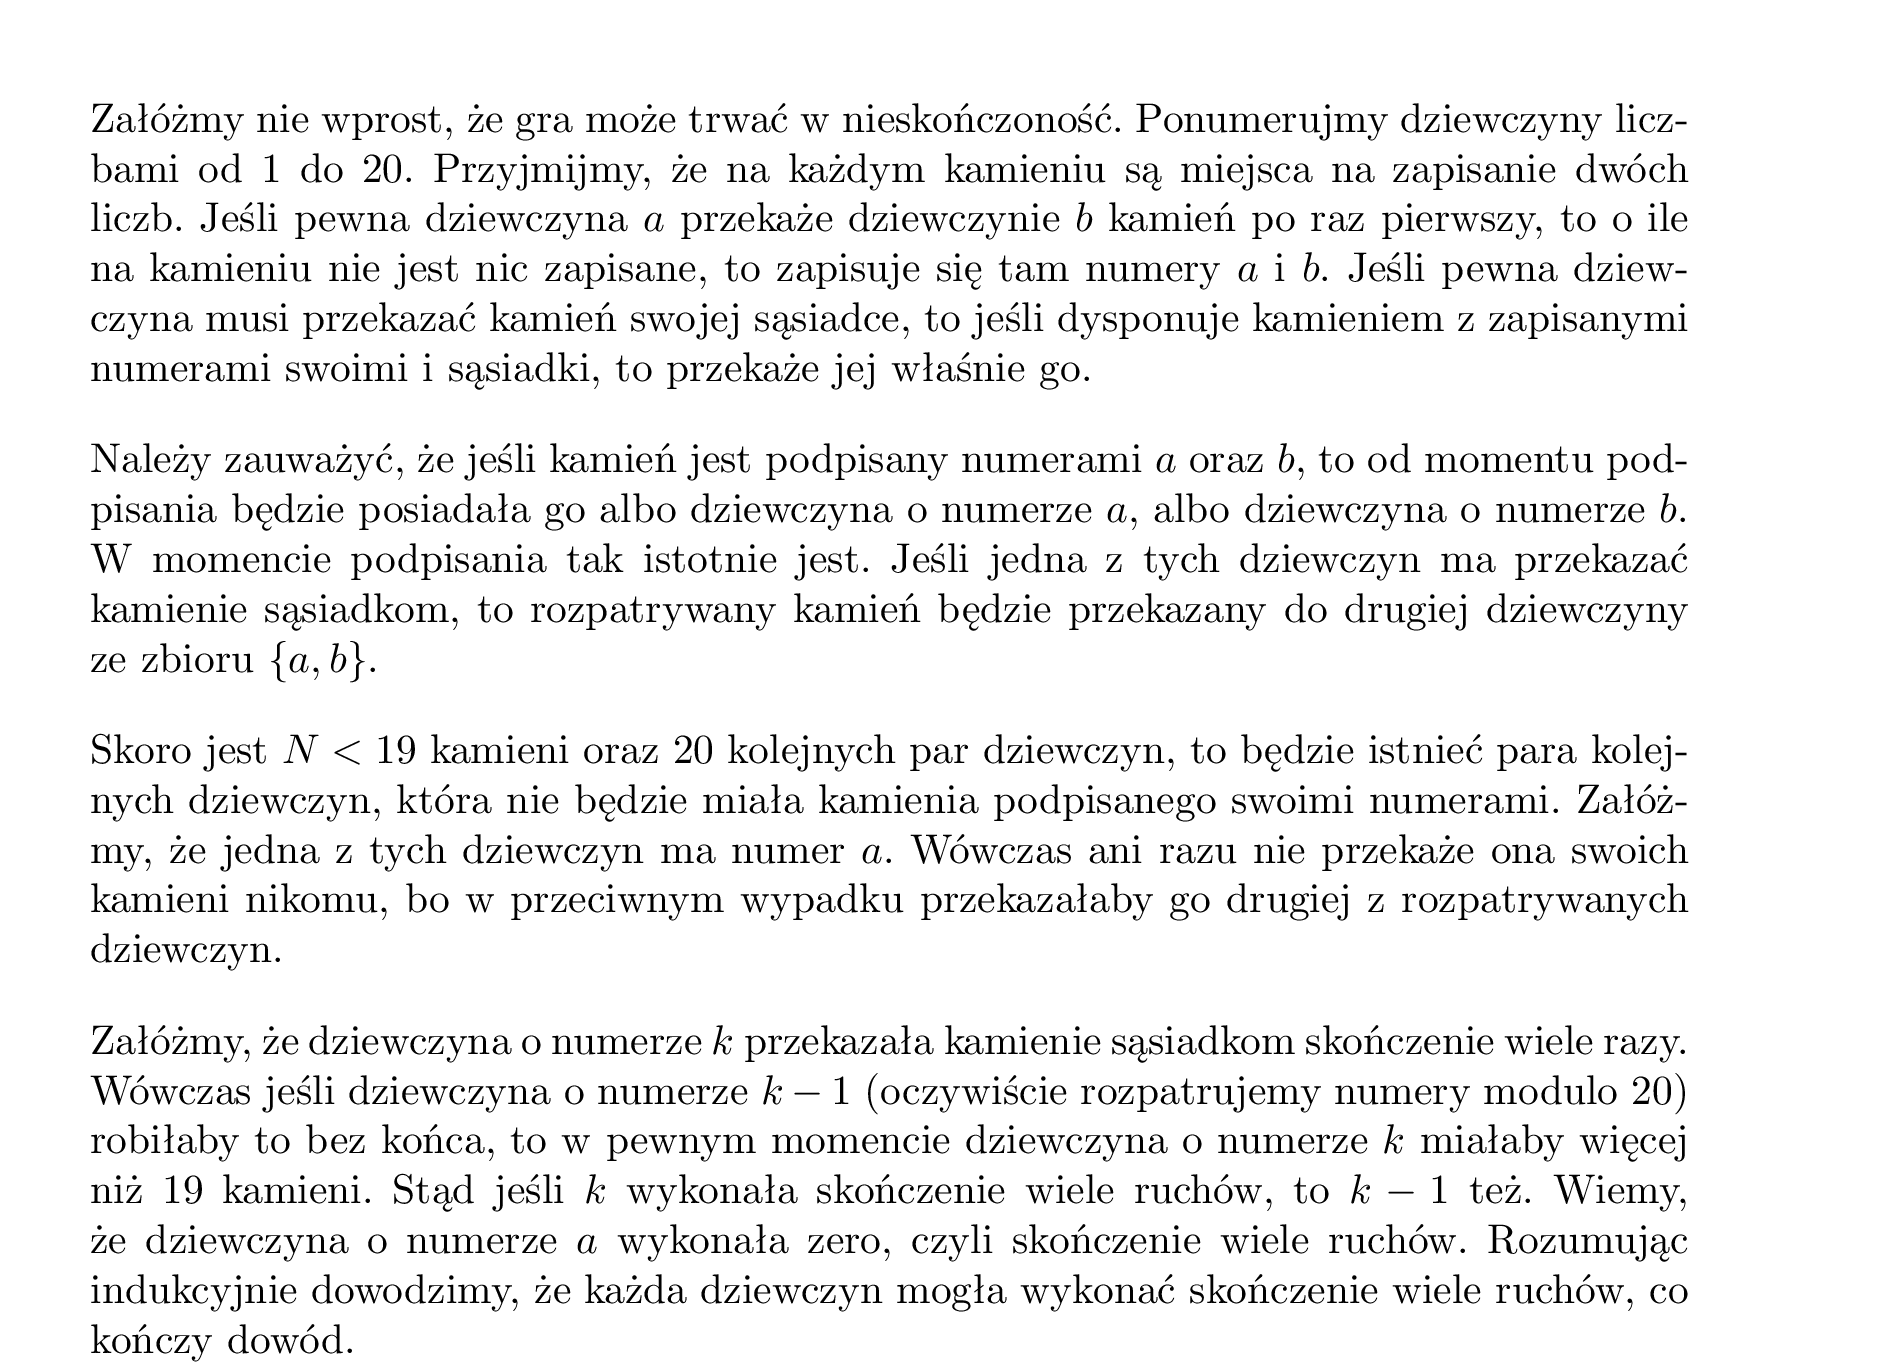 Załóżmy nie wprost, że gra może trwać w nieskończoność. Ponumerujmy dziewczyny licz-
bami od 1 do 20. Przyjmijmy, że na każdym kamieniu są miejsca na zapisanie dwóch
liczb. Jeśli pewna dziewczyna a przekaże dziewczynie b kamień po raz pierwszy, to o ile
na kamieniu nie jest nic zapisane, to zapisuje się tam numery a i b. Jeśli pewna dziew-
czyna musi przekazać kamień swojej sąsiadce, to jeśli dysponuje kamieniem z zapisanymi
numerami swoimi i sąsiadki, to przekaże jej właśnie go.
Należy zauważyć, że jeśli kamień jest podpisany numerami a oraz b, to od momentu pod-
pisania będzie posiadała go albo dziewczyna o numerze a, albo dziewczyna o numerze b.
W momencie podpisania tak istotnie jest. Jeśli jedna z tych dziewczyn ma przekazać
kamienie sąsiadkom, to rozpatrywany kamień będzie przekazany do drugiej dziewczyny
ze zbioru {a, b}.
Skoro jest N < 19 kamieni oraz 20 kolejnych par dziewczyn, to będzie istnieć para kolej-
nych dziewczyn, która nie będzie miała kamienia podpisanego swoimi numerami. Załóż-
my, że jedna z tych dziewczyn ma numer a. Wówczas ani razu nie przekaże ona swoich
kamieni nikomu, bo w przeciwnym wypadku przekazałaby go drugiej z rozpatrywanych
dziewczyn.
Załóżmy, że dziewczyna o numerze k przekazała kamienie sąsiadkom skończenie wiele razy.
Wówczas jeśli dziewczyna o numerze k − 1 (oczywiście rozpatrujemy numery modulo 20)
robiłaby to bez końca, to w pewnym momencie dziewczyna o numerze k miałaby więcej
niż 19 kamieni. Stąd jeśli k wykonała skończenie wiele ruchów, to k − 1 też. Wiemy,
że dziewczyna o numerze a wykonała zero, czyli skończenie wiele ruchów. Rozumując
indukcyjnie dowodzimy, że każda dziewczyn mogła wykonać skończenie wiele ruchów, co
kończy dowód.